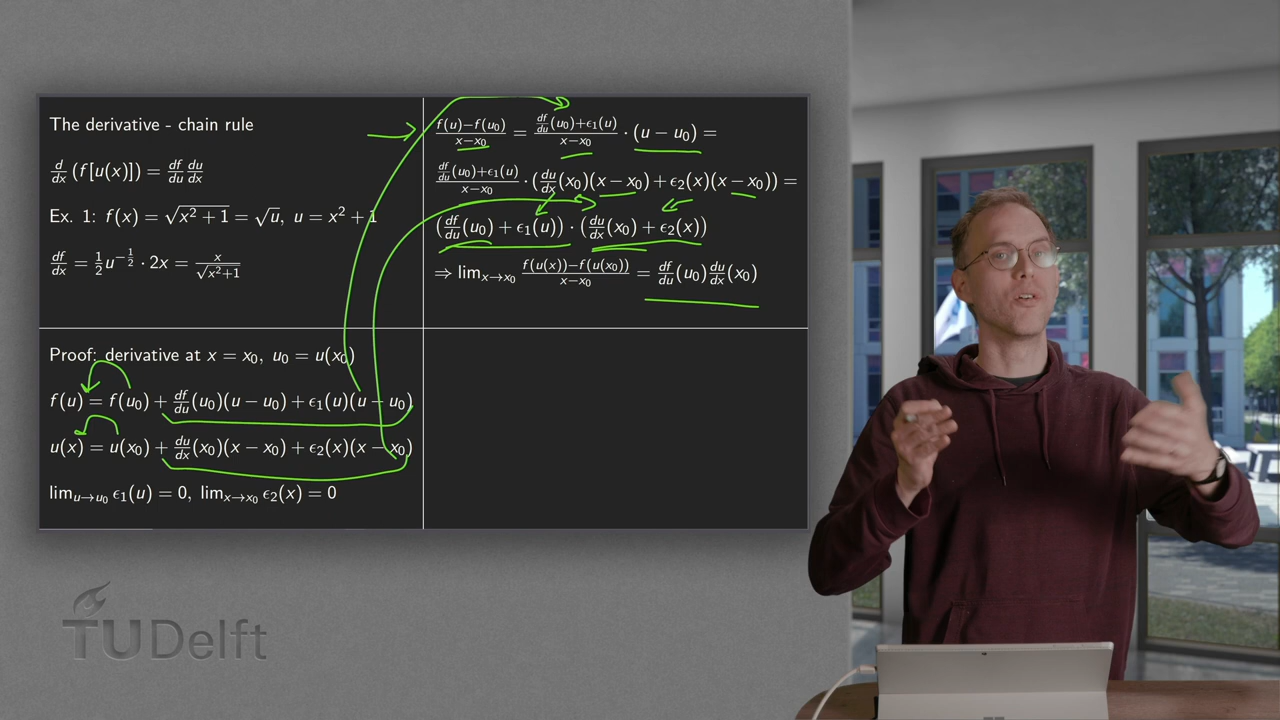 The derivative - chain rule
d/dx (f[u(x)]) = df/du du/dx
Ex. 1: f(x) = √(x² + 1) = √u, u = x² + 1
df/dx = 1/2 u^(-1/2) · 2x = x/√(x²+1)
Proof: derivative at x = x₀, u₀ = u(x₀)
f(u) = f(u₀) + df/du(u₀)(u − u₀) + ϵ₁(u)(u − u₀)
u(x) = u(x₀) + du/dx(x₀)(x − x₀) + ϵ₂(x)(x − x₀)
lim_{u→u₀} ϵ₁(u) = 0, lim_{x→x₀} ϵ₂(x) = 0
(f(u)−f(u₀))/(x−x₀) = (df/du(u₀)+ϵ₁(u))/(x−x₀) · (u − u₀) =
(df/du(u₀)+ϵ₁(u))/(x−x₀) · (du/dx(x₀)(x − x₀) + ϵ₂(x)(x − x₀)) =
(df/du(u₀) + ϵ₁(u)) · (du/dx(x₀) + ϵ₂(x))
⇒ lim_{x→x₀} (f(u(x))−f(u(x₀)))/(x−x₀) = df/du(u₀) du/dx(x₀)
TU Delft